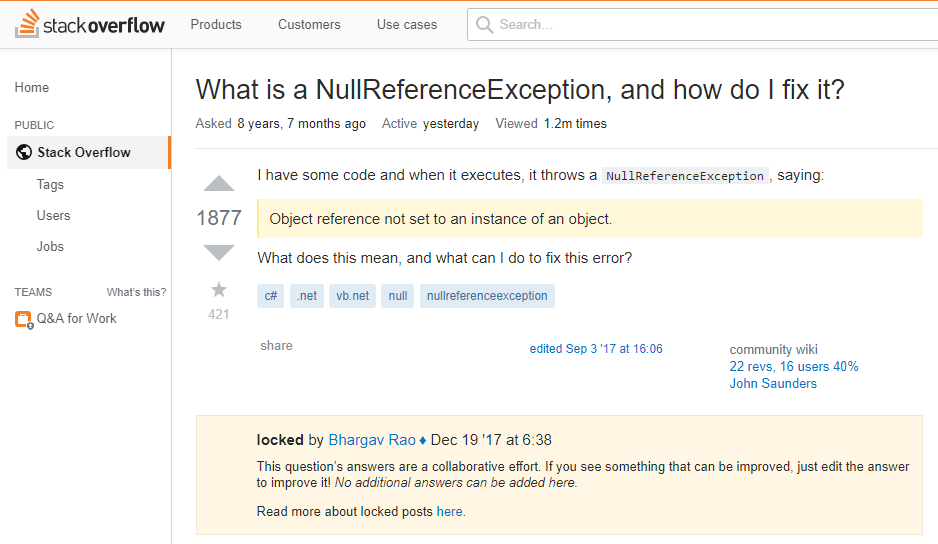 stackoverflow Products Customers Use cases Search...
Home
PUBLIC
Stack Overflow
Tags
Users
Jobs
TEAMS What's this?
Q&A for Work
What is a NullReferenceException, and how do I fix it?
Asked 8 years, 7 months ago Active yesterday Viewed 1.2m times
I have some code and when it executes, it throws a NullReferenceException, saying:
1877
Object reference not set to an instance of an object.
What does this mean, and what can I do to fix this error?
c# .net vb.net null nullreferenceexception
421
share
edited Sep 3 '17 at 16:06
community wiki
22 revs, 16 users 40%
John Saunders
locked by Bhargav Rao♦ Dec 19 '17 at 6:38
This question's answers are a collaborative effort. If you see something that can be improved, just edit the answer
to improve it! No additional answers can be added here.
Read more about locked posts here.